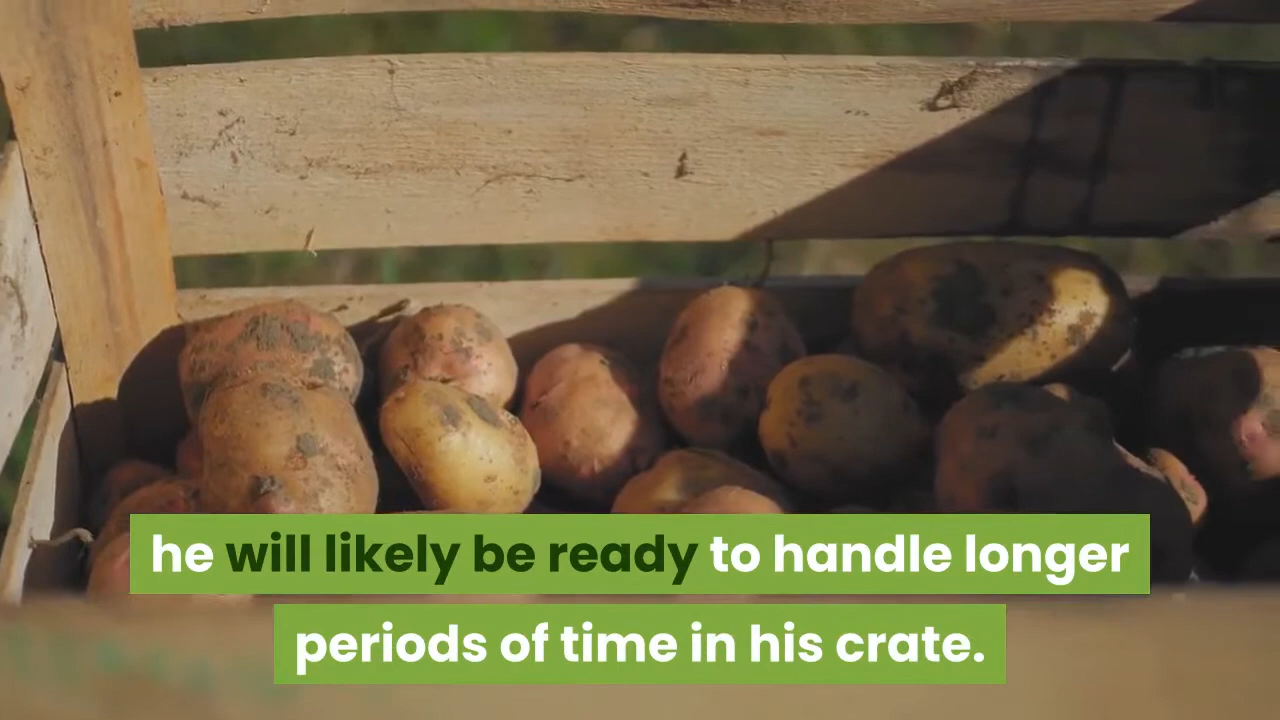 he will likely be ready to handle longer
periods of time in his crate.